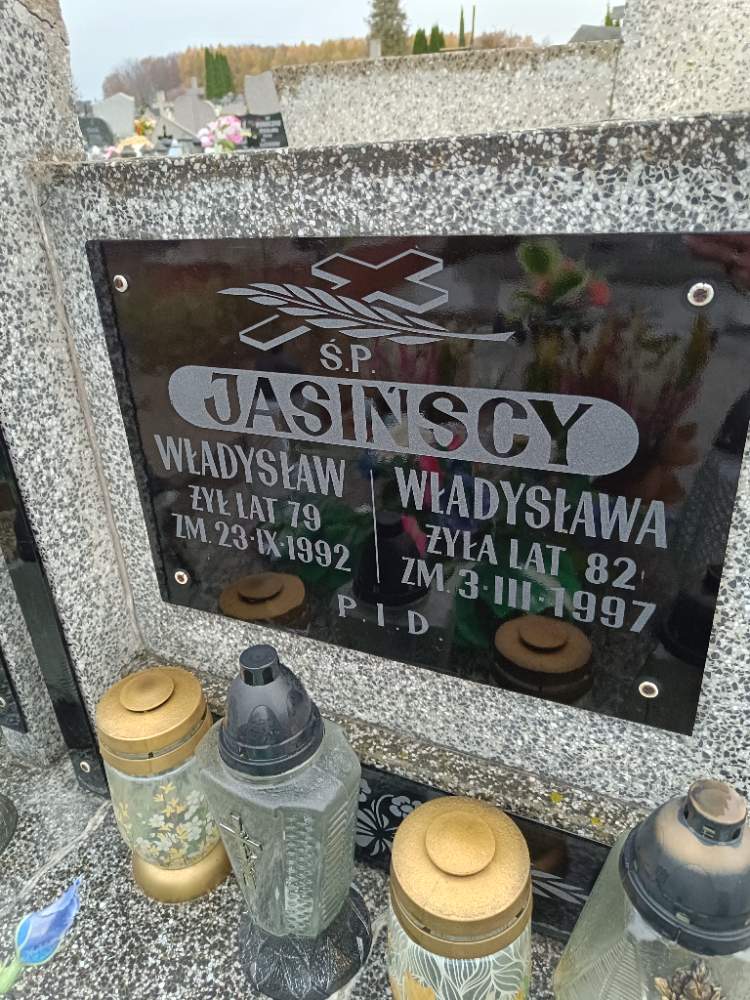 Ś.P.
JASIŃSCY
WŁADYSŁAW
ŻYŁ LAT 79
ZM. 23·IX·1992
WŁADYSŁAWA
ŻYŁA LAT 82
ZM. 3·III·1997
P.I.D.